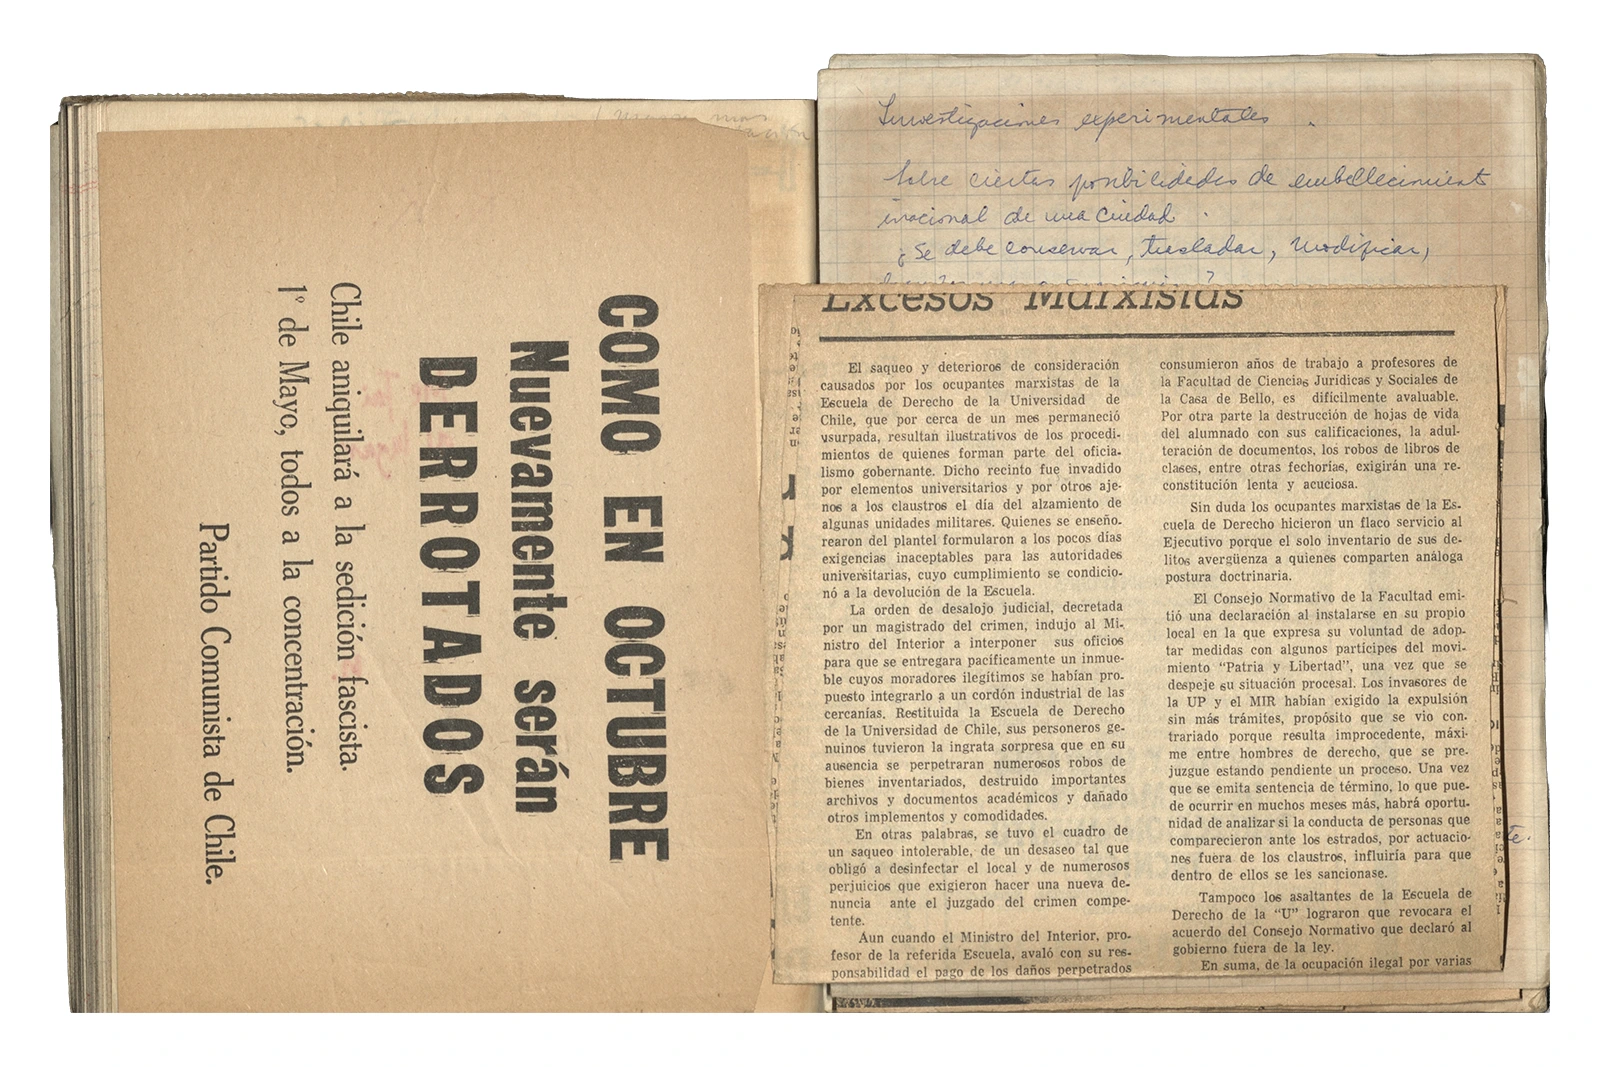 COMO EN OCTUBRE
Nuevamente serán
DERROTADOS
Chile aniquilará a la sedición fascista.
1º de Mayo, todos a la concentración.
Partido Comunista de Chile.
Investigaciones experimentales .
Sobre ciertas posibilidades de embellecimient
irracional de una ciudad .
¿Se debe conservar, trasladar, modificar,
Excesos Marxistas
El saqueo y deterioros de consideración
causados por los ocupantes marxistas de la
Escuela de Derecho de la Universidad de
Chile, que por cerca de un mes permaneció
usurpada, resultan ilustrativos de los procedi-
mientos de quienes forman parte del oficia-
lismo gobernante. Dicho recinto fue invadido
por elementos universitarios y por otros aje-
nos a los claustros el día del alzamiento de
algunas unidades militares. Quienes se enseño-
rearon del plantel formularon a los pocos días
exigencias inaceptables para las autoridades
universitarias, cuyo cumplimiento se condicio-
nó a la devolución de la Escuela.
La orden de desalojo judicial, decretada
por un magistrado del crimen, indujo al Mi-
nistro del Interior a interponer sus oficios
para que se entregara pacíficamente un inmue-
ble cuyos moradores ilegítimos se habían pro-
puesto integrarlo a un cordón industrial de las
cercanías. Restituida la Escuela de Derecho
de la Universidad de Chile, sus personeros ge-
nuinos tuvieron la ingrata sorpresa que en su
ausencia se perpetraran numerosos robos de
bienes inventariados, destruido importantes
archivos y documentos académicos y dañado
otros implementos y comodidades.
En otras palabras, se tuvo el cuadro de
un saqueo intolerable, de un desaseo tal que
obligó a desinfectar el local y de numerosos
perjuicios que exigieron hacer una nueva de-
nuncia ante el juzgado del crimen compe-
tente.
Aun cuando el Ministro del Interior, pro-
fesor de la referida Escuela, avaló con su res-
ponsabilidad el pago de los daños perpetrados
consumieron años de trabajo a profesores de
la Facultad de Ciencias Jurídicas y Sociales de
la Casa de Bello, es difícilmente avaluable.
Por otra parte la destrucción de hojas de vida
del alumnado con sus calificaciones, la adul-
teración de documentos, los robos de libros de
clases, entre otras fechorías, exigirán una re-
constitución lenta y acuciosa.
Sin duda los ocupantes marxistas de la Es-
cuela de Derecho hicieron un flaco servicio al
Ejecutivo porque el solo inventario de sus de-
litos avergüenza a quienes comparten análoga
postura doctrinaria.
El Consejo Normativo de la Facultad emi-
tió una declaración al instalarse en su propio
local en la que expresa su voluntad de adop-
tar medidas con algunos partícipes del movi-
miento "Patria y Libertad", una vez que se
despeje su situación procesal. Los invasores de
la UP y el MIR habían exigido la expulsión
sin más trámites, propósito que se vio con-
trariado porque resulta improcedente, máxi-
me entre hombres de derecho, que se pre-
juzgue estando pendiente un proceso. Una vez
que se emita sentencia de término, lo que pue-
de ocurrir en muchos meses más, habrá oportu-
nidad de analizar si la conducta de personas que
comparecieron ante los estrados, por actuacio-
nes fuera de los claustros, influiría para que
dentro de ellos se les sancionase.
Tampoco los asaltantes de la Escuela de
Derecho de la "U" lograron que revocara el
acuerdo del Consejo Normativo que declaró al
gobierno fuera de la ley.
En suma, de la ocupación ilegal por varias